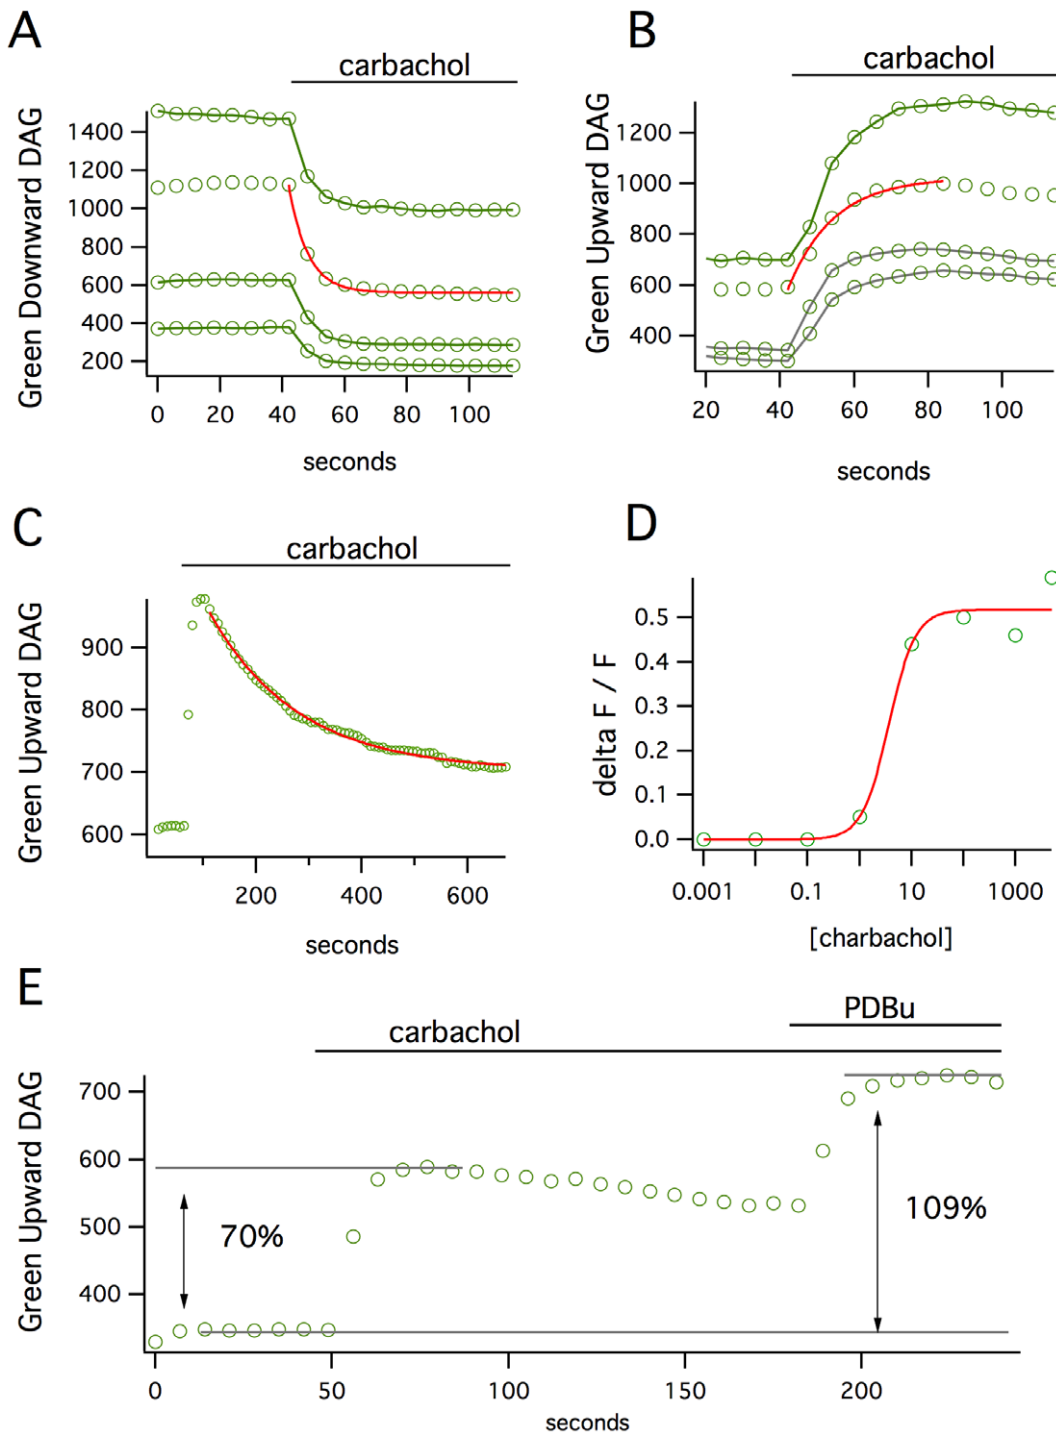 A
carbachol
Green Downward DAG
1400
1200
1000
800
600
400
200
0 20 40 60 80 100
seconds
B
carbachol
Green Upward DAG
1200
1000
800
600
400
20 40 60 80 100
seconds
C
carbachol
Green Upward DAG
900
800
700
600
200 400 600
seconds
D
delta F / F
0.5
0.4
0.3
0.2
0.1
0.0
0.001 0.1 10 1000
[charbachol]
E
PDBu
carbachol
Green Upward DAG
700
600
500
400
70%
109%
0 50 100 150 200
seconds